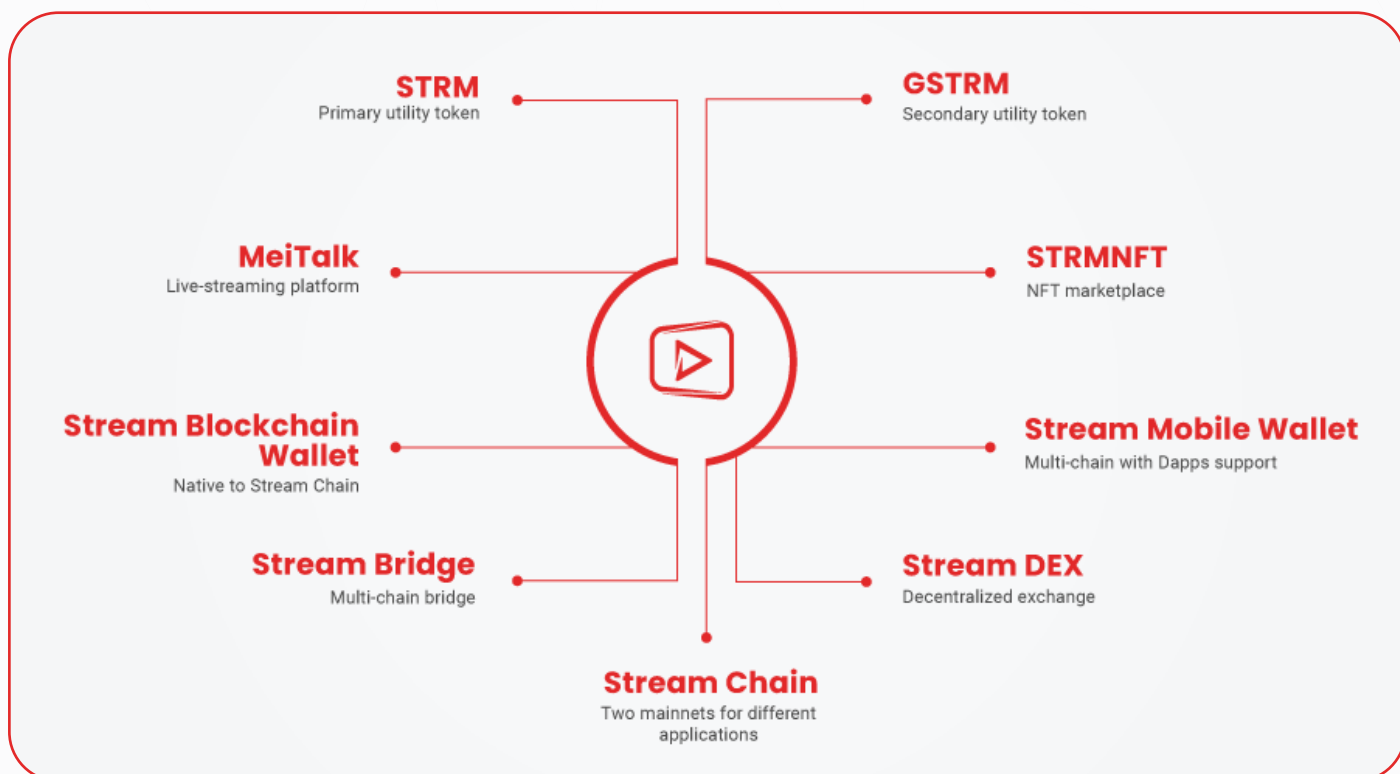 STRM
Primary utility token
GSTRM
Secondary utility token
MeiTalk
Live-streaming platform
STRMNFT
NFT marketplace
Stream Blockchain
Wallet
Native to Stream Chain
Stream Mobile Wallet
Multi-chain with Dapps support
Stream Bridge
Multi-chain bridge
Stream DEX
Decentralized exchange
Stream Chain
Two mainnets for different
applications